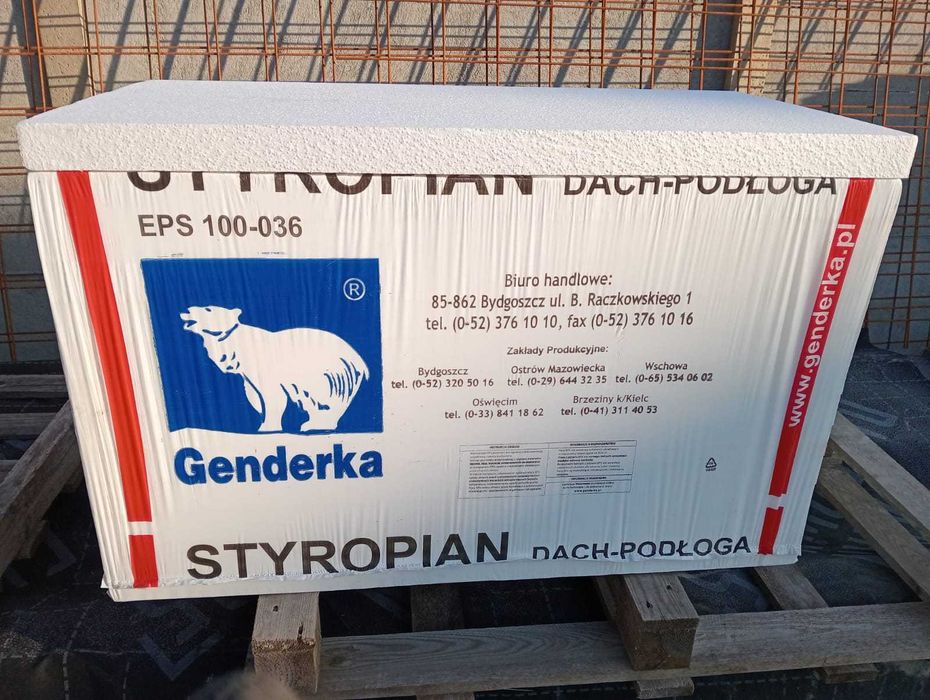 STYROPIAN DACH-PODŁOGA
EPS 100-036
®
Biuro handlowe:
85-862 Bydgoszcz ul. B. Raczkowskiego 1
tel. (0-52) 376 10 10, fax (0-52) 376 10 16
Zakłady Produkcyjne:
Bydgoszcz Ostrów Mazowiecka Wschowa
tel. (0-52) 320 50 16 tel. (0-29) 644 32 35 tel. (0-65) 534 06 02
Oświęcim Brzeziny k/Kielc
tel. (0-33) 841 18 62 tel. (0-41) 311 40 53
Genderka
www.genderka.pl
STYROPIAN DACH-PODŁOGA